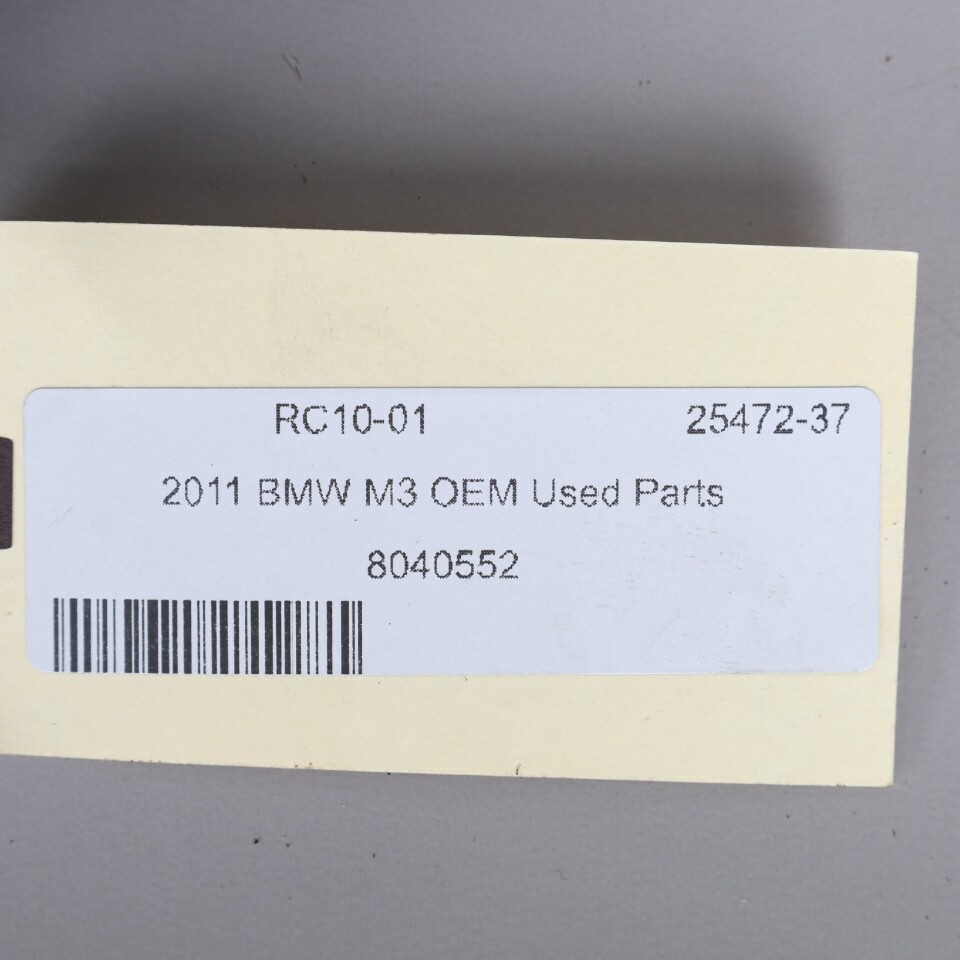 RC10-01 25472-37
2011 BMW M3 OEM Used Parts
8040552